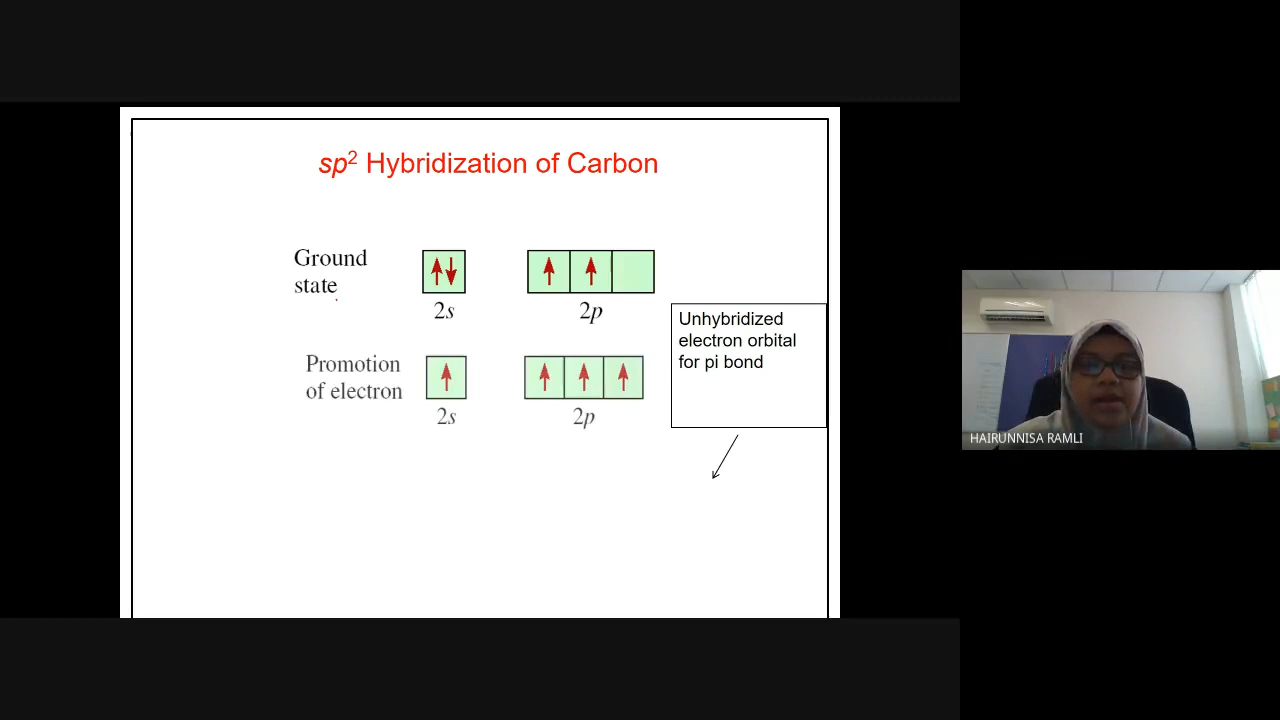 sp² Hybridization of Carbon
Ground
state
2s
2p
Unhybridized
electron orbital
for pi bond
Promotion
of electron
2s
2p
HAIRUNNISA RAMLI